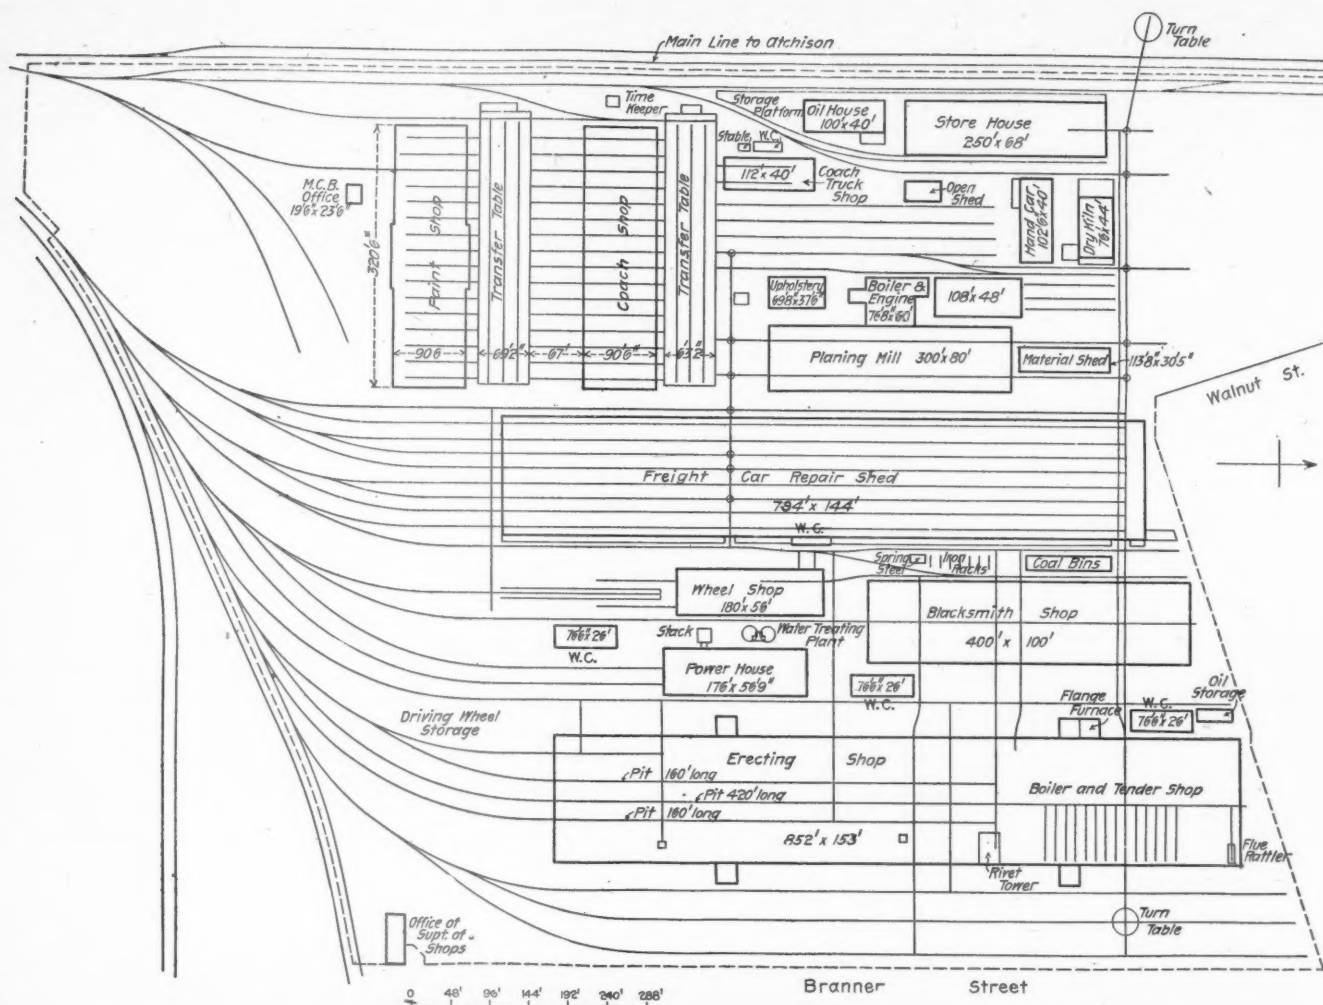 Main Line to Atchison
Turn
Table
Time
Keeper
Storage
Platform
Oil House
100'x40'
Store House
250'x68'
Stable
W.C.
112'x40'
Coach
Truck
Shop
Open
Shed
Hand Car
102'6"x40'
Dry Kiln
76'x44'
M.C.B.
Office
19'6"x23'6"
320'6"
Paint Shop
Transfer Table
Coach Shop
Transfer Table
90'6
69'2"
67'
90'6"
63'2"
Upholstery
69'8"x37'6"
Boiler &
Engine
76'8"x60'
108'x48'
Planing Mill 300'x80'
Material Shed
113'8"x30'5"
Walnut St.
Freight Car Repair Shed
784'x 144'
W.C.
Spring
Steel
Iron
Racks
Coal Bins
Wheel Shop
180'x56'
Blacksmith Shop
400' x 100'
76'6"x26'
W.C.
Stack
Water Treating
Plant
Power House
176'x56'9"
76'6"x26'
W.C.
Flange
Furnace
W.C.
76'6"x26'
Oil
Storage
Driving Wheel
Storage
Erecting Shop
Pit 160'long
Pit 420'long
Pit 160'long
852'x 153'
Boiler and Tender Shop
Rivet
Tower
Flue
Rattler
Office of
Supt. of
Shops
Turn
Table
Branner Street
0 48' 96' 144' 192' 240' 288'